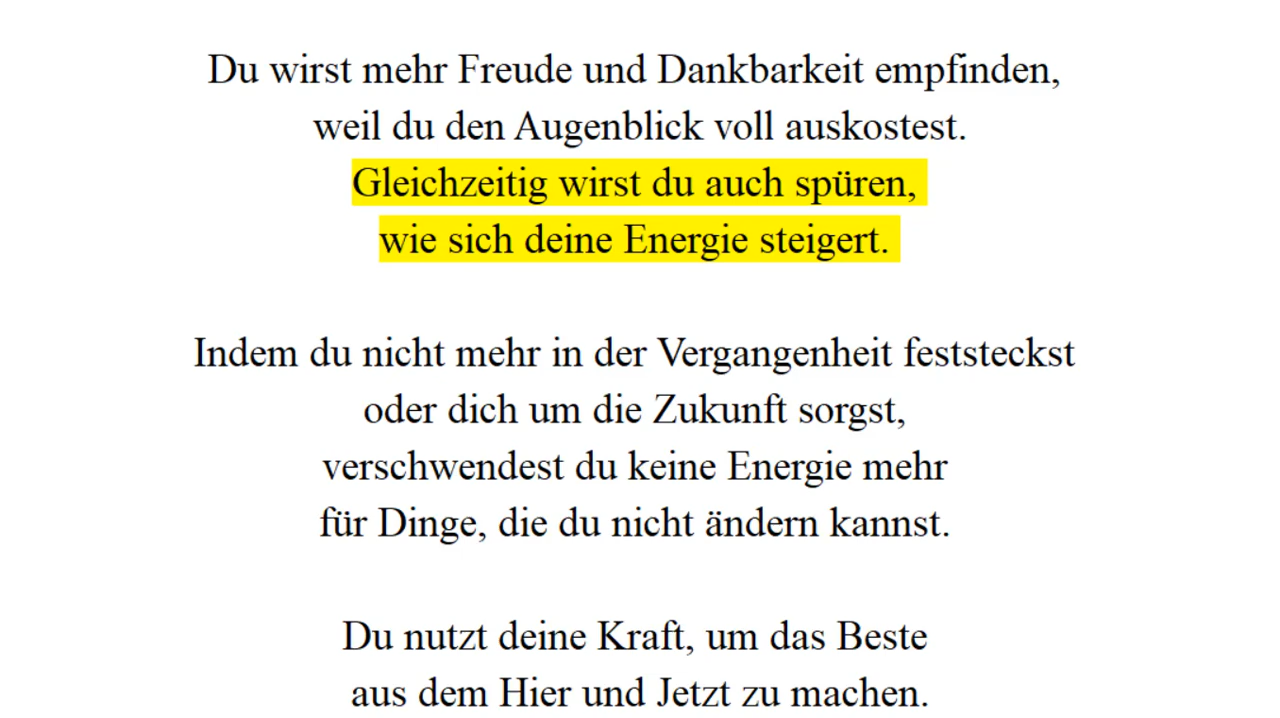 Du wirst mehr Freude und Dankbarkeit empfinden,
weil du den Augenblick voll auskostest.
Gleichzeitig wirst du auch spüren,
wie sich deine Energie steigert.
Indem du nicht mehr in der Vergangenheit feststeckst
oder dich um die Zukunft sorgst,
verschwendest du keine Energie mehr
für Dinge, die du nicht ändern kannst.
Du nutzt deine Kraft, um das Beste
aus dem Hier und Jetzt zu machen.